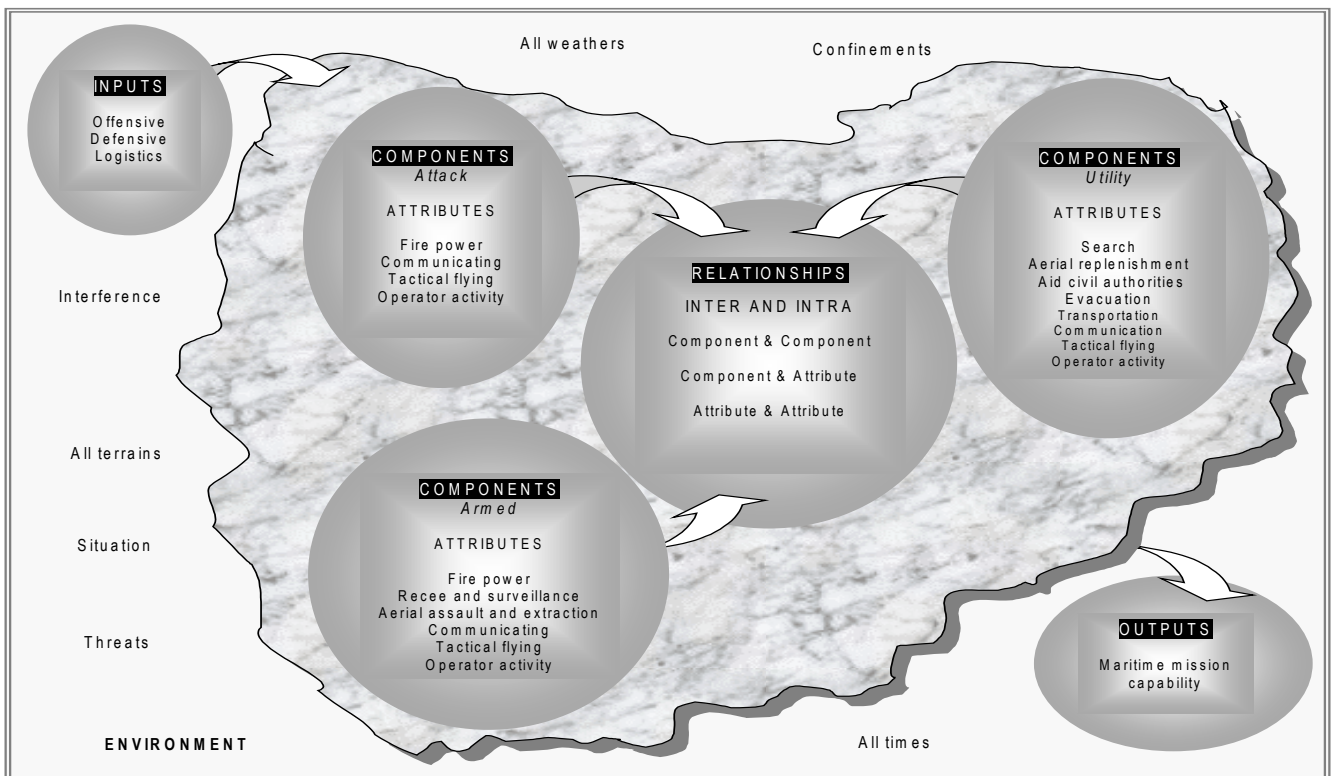 All weathers
Confinements
INPUTS
Offensive
Defensive
Logistics
COMPONENTS
Attack
ATTRIBUTES
Fire power
Communicating
Tactical flying
Operator activity
COMPONENTS
Utility
ATTRIBUTES
Search
Aerial replenishment
Aid civil authorities
Evacuation
Transportation
Communication
Tactical flying
Operator activity
RELATIONSHIPS
INTER AND INTRA
Component & Component
Component & Attribute
Attribute & Attribute
Interference
All terrains
Situation
Threats
ENVIRONMENT
COMPONENTS
Armed
ATTRIBUTES
Fire power
Recee and surveillance
Aerial assault and extraction
Communicating
Tactical flying
Operator activity
OUTPUTS
Maritime mission
capability
All times